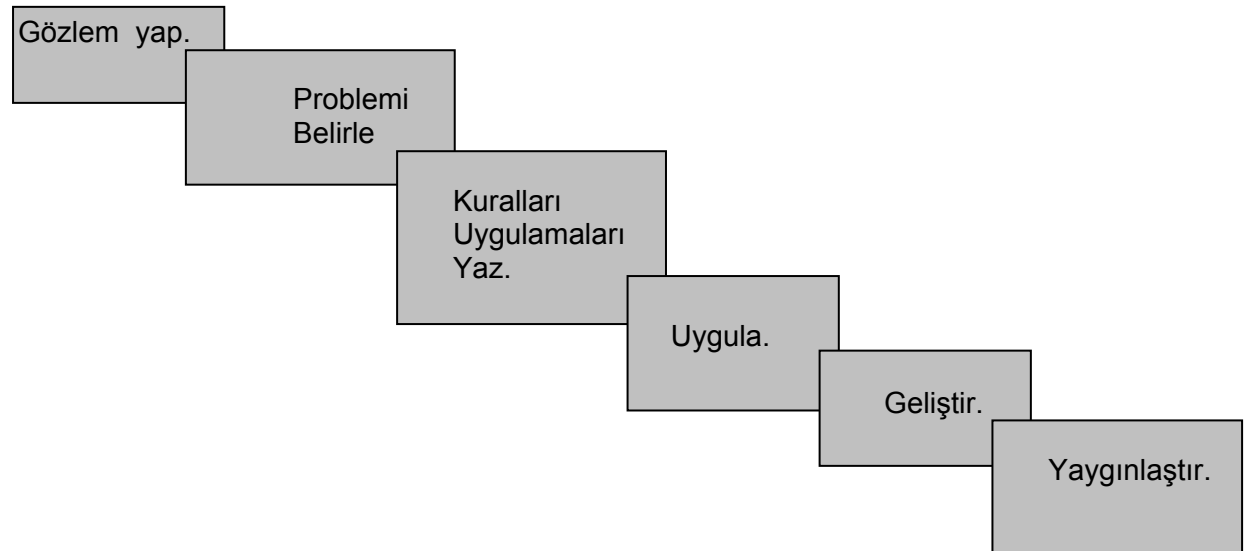 Gözlem yap.
Problemi
Belirle
Kuralları
Uygulamaları
Yaz.
Uygula.
Geliştir.
Yaygınlaştır.